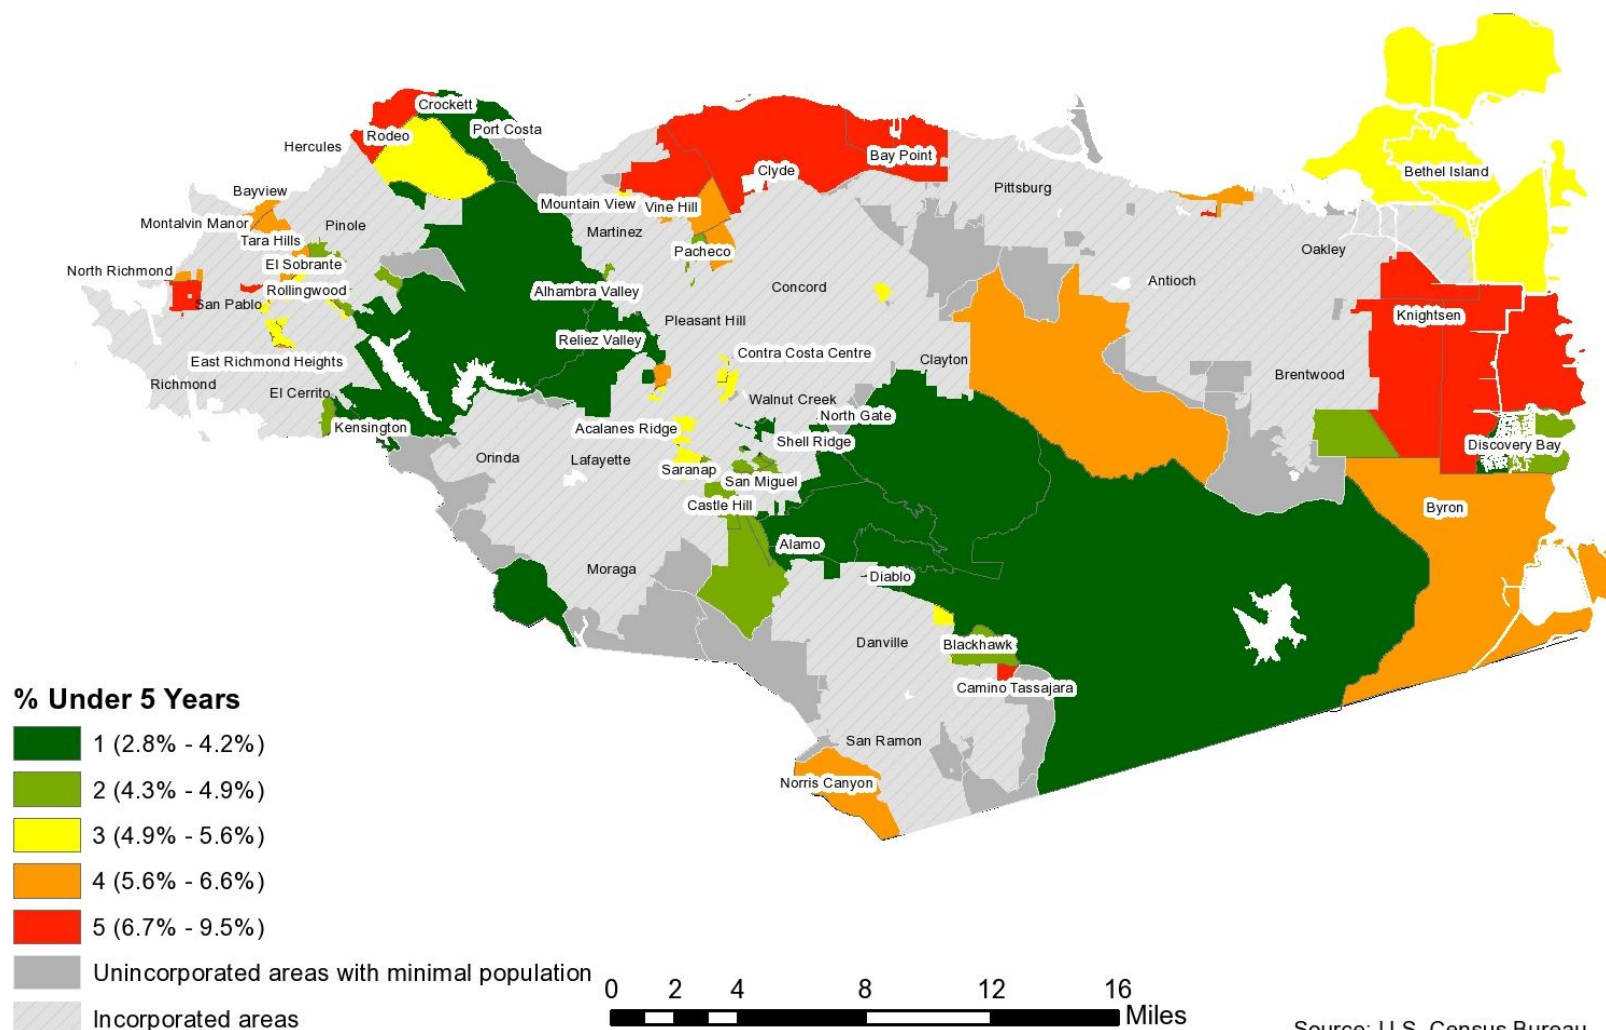 Crockett
Port Costa
Rodeo
Hercules
Clyde
Bay Point
Bethel Island
Bayview
Mountain View
Vine Hill
Pittsburg
Montalvin Manor
Pinole
Martinez
Tara Hills
Pacheco
Oakley
North Richmond
El Sobrante
Rollingwood
Alhambra Valley
Concord
Antioch
San Pablo
Pleasant Hill
Knightsen
Reliez Valley
Contra Costa Centre
East Richmond Heights
Clayton
Brentwood
Richmond
El Cerrito
Walnut Creek
North Gate
Kensington
Acalanes Ridge
Shell Ridge
Discovery Bay
Orinda
Lafayette
Saranap
San Miguel
Castle Hill
Byron
Alamo
Moraga
Diablo
Danville
Blackhawk
Camino Tassajara
San Ramon
Norris Canyon
% Under 5 Years
1 (2.8% - 4.2%)
2 (4.3% - 4.9%)
3 (4.9% - 5.6%)
4 (5.6% - 6.6%)
5 (6.7% - 9.5%)
Unincorporated areas with minimal population
Incorporated areas
0 2 4 8 12 16
Miles
Source: U.S. Census Bureau